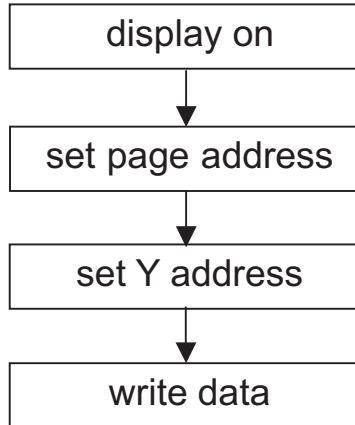 display on
set page address
set Y address
write data